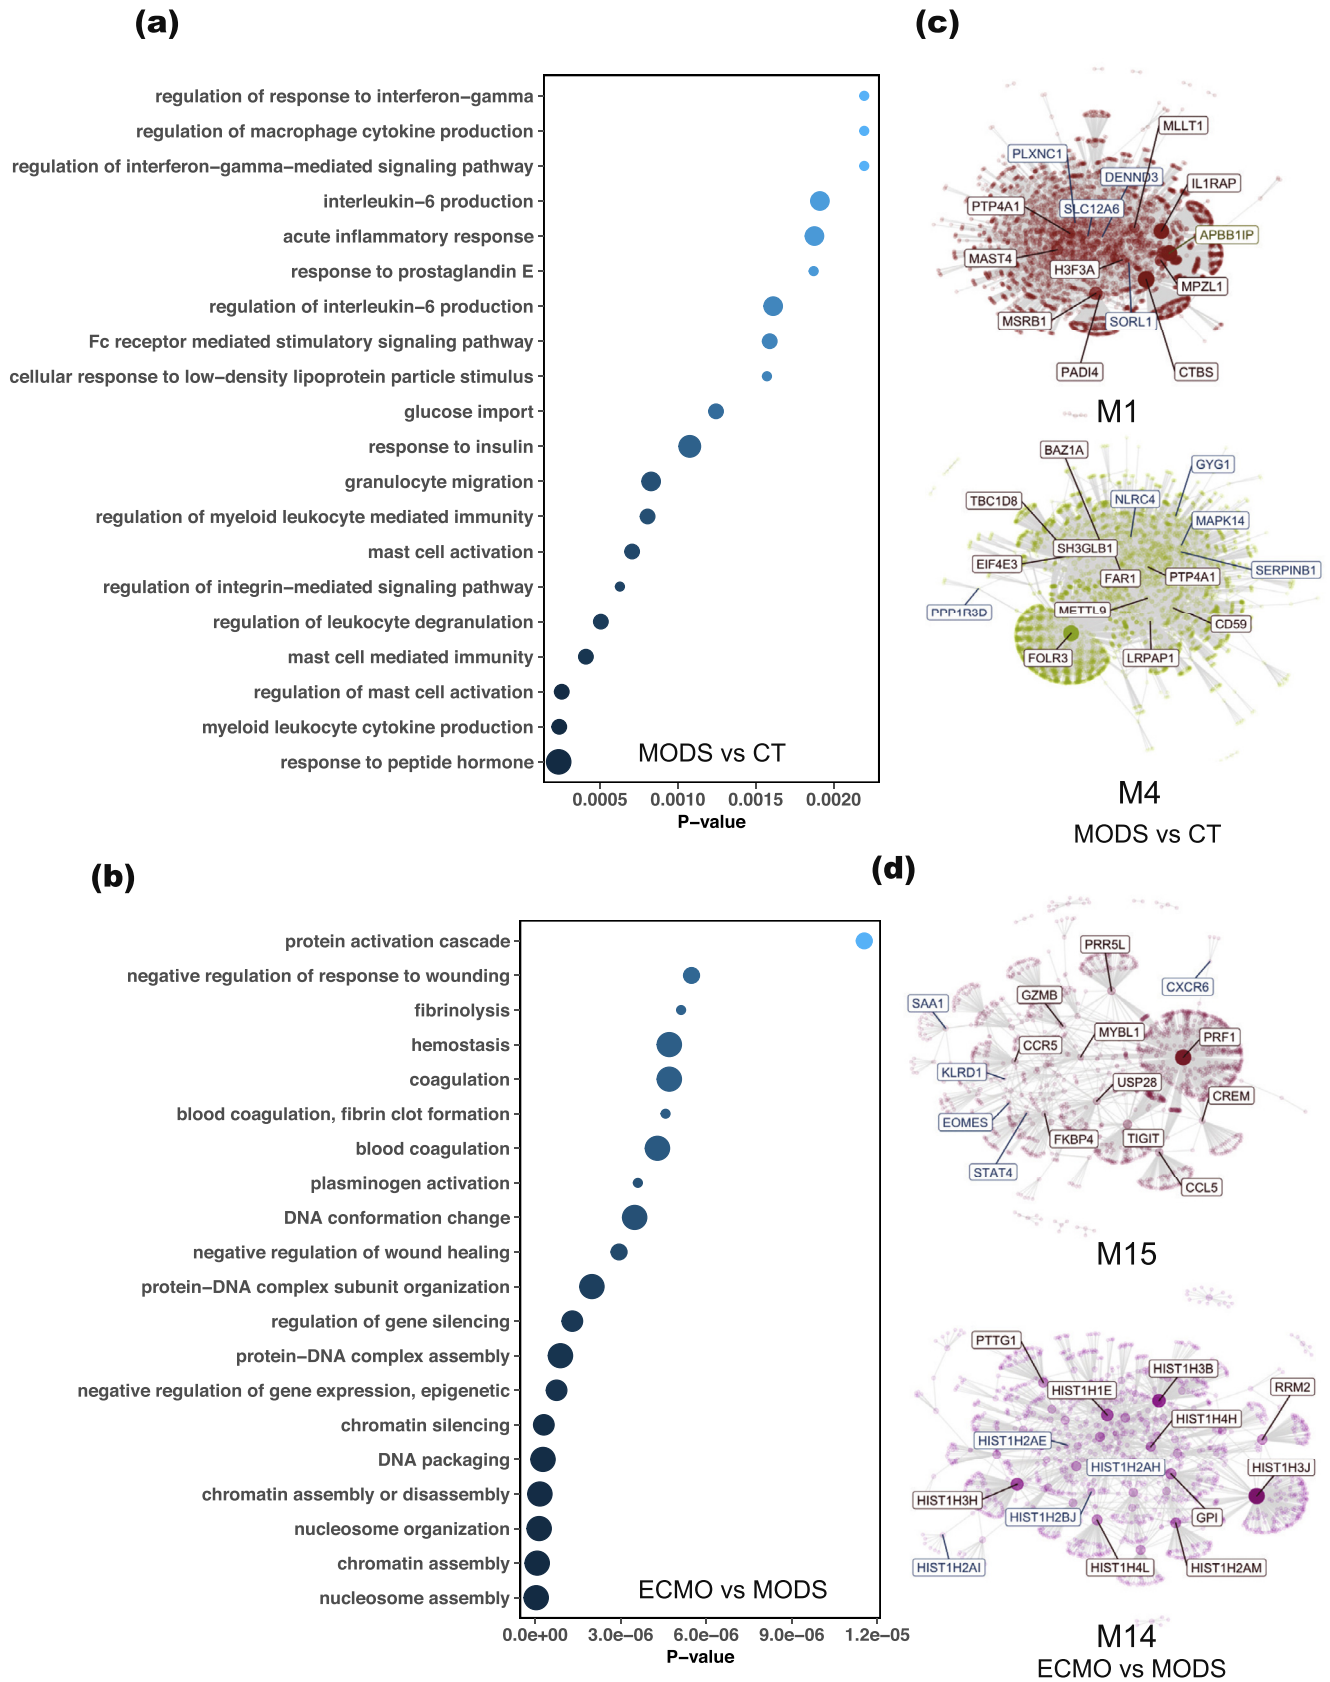 (a)
regulation of response to interferon−gamma
regulation of macrophage cytokine production
regulation of interferon−gamma−mediated signaling pathway
interleukin−6 production
acute inflammatory response
response to prostaglandin E
regulation of interleukin−6 production
Fc receptor mediated stimulatory signaling pathway
cellular response to low−density lipoprotein particle stimulus
glucose import
response to insulin
granulocyte migration
regulation of myeloid leukocyte mediated immunity
mast cell activation
regulation of integrin−mediated signaling pathway
regulation of leukocyte degranulation
mast cell mediated immunity
regulation of mast cell activation
myeloid leukocyte cytokine production
response to peptide hormone
MODS vs CT
0.0005 0.0010 0.0015 0.0020
P−value
(c)
MLLT1
PLXNC1
DENND3
IL1RAP
PTP4A1
SLC12A6
APBB1IP
MAST4
H3F3A
MPZL1
MSRB1
SORL1
PADI4
CTBS
M1
BAZ1A
GYG1
TBC1D8
NLRC4
MAPK14
SH3GLB1
EIF4E3
FAR1
PTP4A1
SERPINB1
PPP1R3D
METTL9
CD59
FOLR3
LRPAP1
M4
MODS vs CT
(b)
protein activation cascade
negative regulation of response to wounding
fibrinolysis
hemostasis
coagulation
blood coagulation, fibrin clot formation
blood coagulation
plasminogen activation
DNA conformation change
negative regulation of wound healing
protein−DNA complex subunit organization
regulation of gene silencing
protein−DNA complex assembly
negative regulation of gene expression, epigenetic
chromatin silencing
DNA packaging
chromatin assembly or disassembly
nucleosome organization
chromatin assembly
nucleosome assembly
ECMO vs MODS
0.0e+00 3.0e−06 6.0e−06 9.0e−06 1.2e−05
P−value
(d)
PRR5L
CXCR6
GZMB
SAA1
MYBL1
PRF1
CCR5
KLRD1
USP28
CREM
EOMES
FKBP4
TIGIT
STAT4
CCL5
M15
PTTG1
HIST1H3B
HIST1H1E
RRM2
HIST1H4H
HIST1H2AE
HIST1H2AH
HIST1H3J
HIST1H3H
HIST1H2BJ
GPI
HIST1H2AI
HIST1H4L
HIST1H2AM
M14
ECMO vs MODS